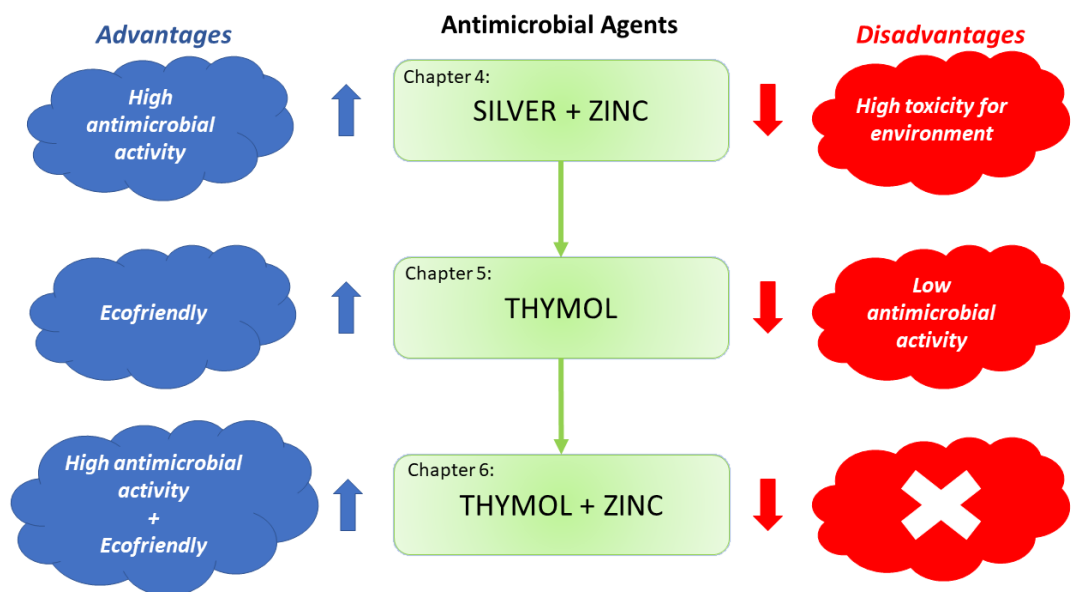 Advantages
Antimicrobial Agents
Disadvantages
High
antimicrobial
activity
Chapter 4:
SILVER + ZINC
High toxicity for
environment
Ecofriendly
Chapter 5:
THYMOL
Low
antimicrobial
activity
High antimicrobial
activity
+
Ecofriendly
Chapter 6:
THYMOL + ZINC